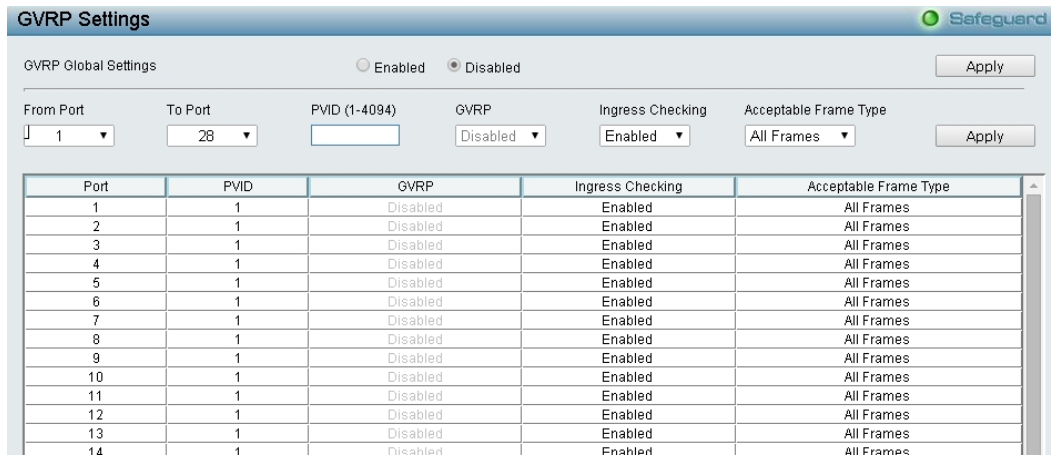 GVRP Settings Safeguard
GVRP Global Settings Enabled Disabled Apply
From Port To Port PVID (1-4094) GVRP Ingress Checking Acceptable Frame Type
1 28 Disabled Enabled All Frames Apply
Port PVID GVRP Ingress Checking Acceptable Frame Type
1 1 Disabled Enabled All Frames
2 1 Disabled Enabled All Frames
3 1 Disabled Enabled All Frames
4 1 Disabled Enabled All Frames
5 1 Disabled Enabled All Frames
6 1 Disabled Enabled All Frames
7 1 Disabled Enabled All Frames
8 1 Disabled Enabled All Frames
9 1 Disabled Enabled All Frames
10 1 Disabled Enabled All Frames
11 1 Disabled Enabled All Frames
12 1 Disabled Enabled All Frames
13 1 Disabled Enabled All Frames
14 1 Disabled Enabled All Frames